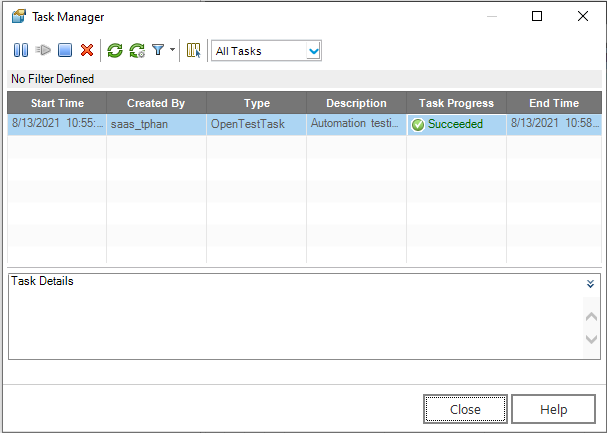 Task Manager
All Tasks
No Filter Defined
Start Time Created By Type Description Task Progress End Time
8/13/2021 10:55:... saas_tphan OpenTestTask Automation testi... Succeeded 8/13/2021 10:58...
Task Details
Close Help